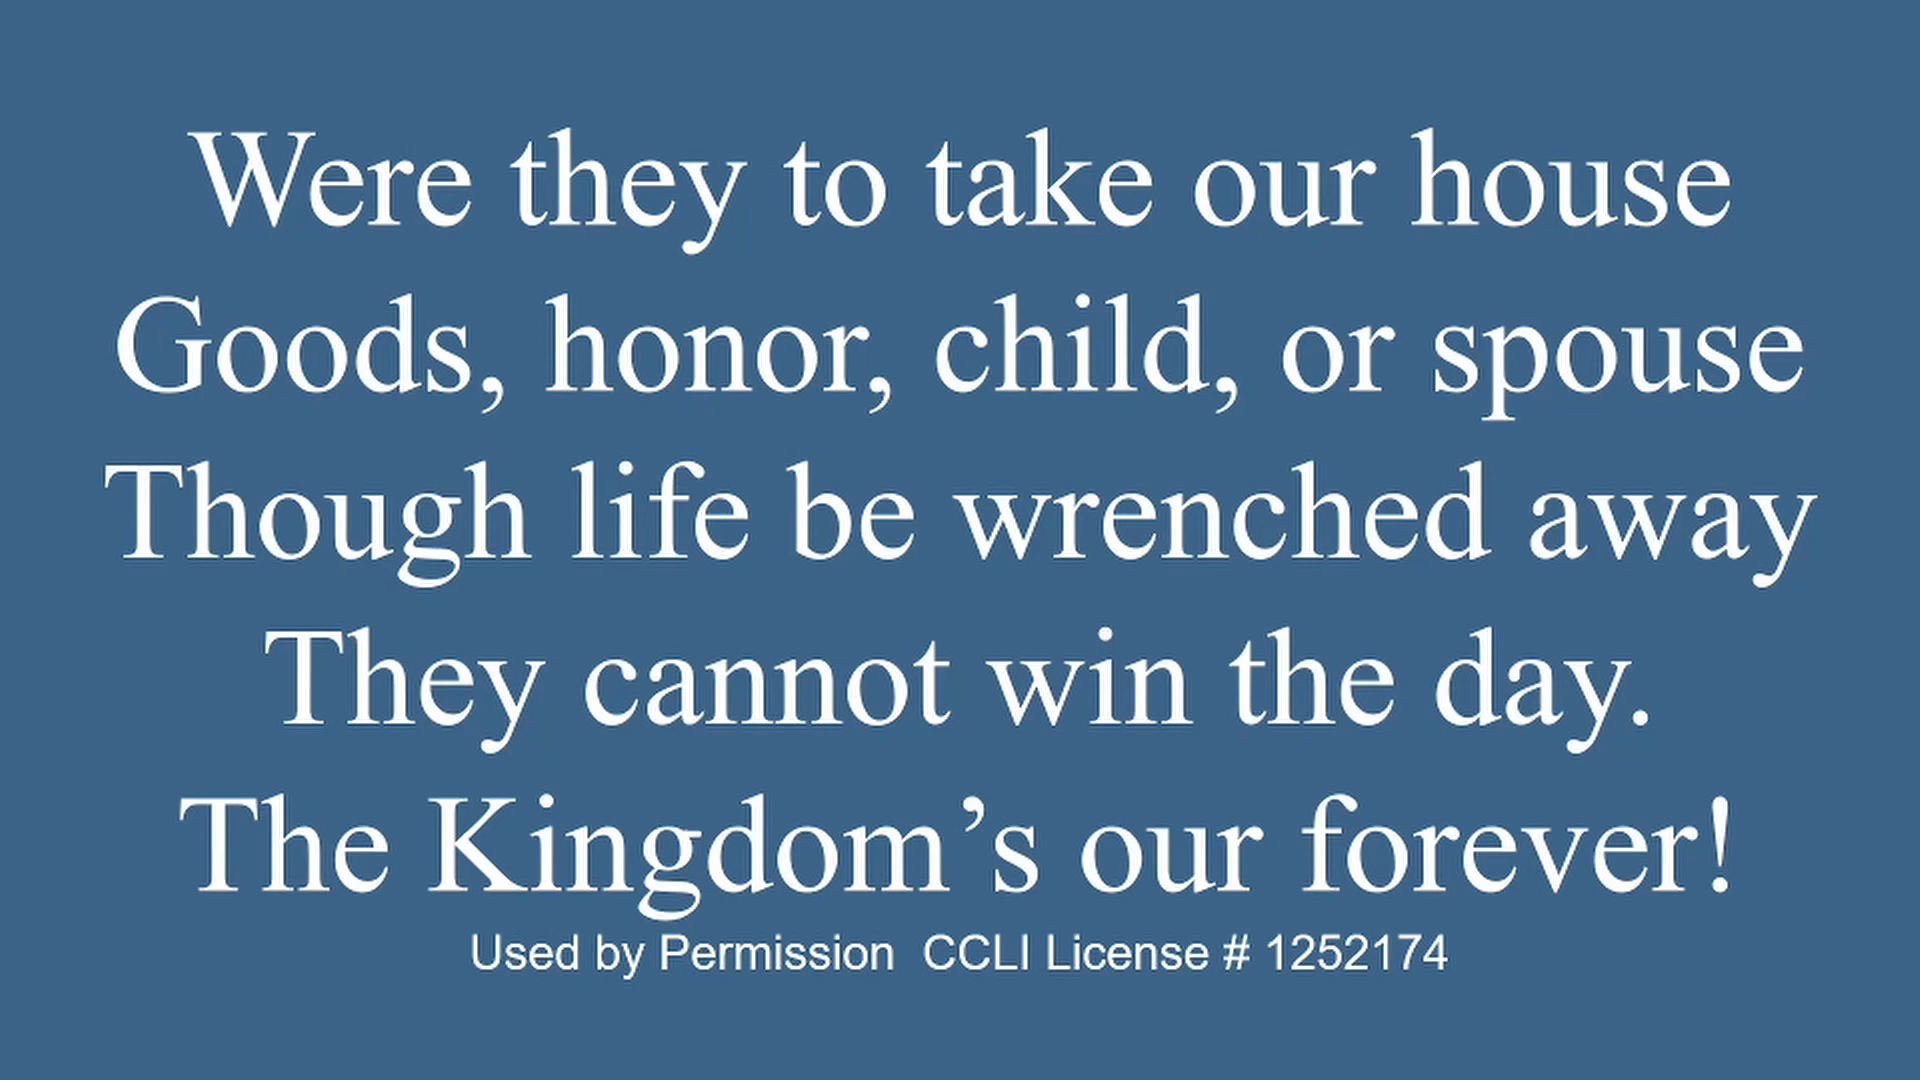 Were they to take our house
Goods, honor, child, or spouse
Though life be wrenched away
They cannot win the day.
The Kingdom’s our forever!
Used by Permission  CCLI License # 1252174